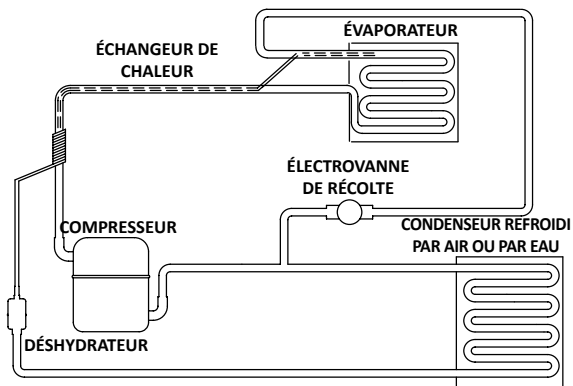 ÉVAPORATEUR
ÉCHANGEUR DE
CHALEUR
ÉLECTROVANNE
DE RÉCOLTE
COMPRESSEUR
CONDENSEUR REFROIDI
PAR AIR OU PAR EAU
DÉSHYDRATEUR